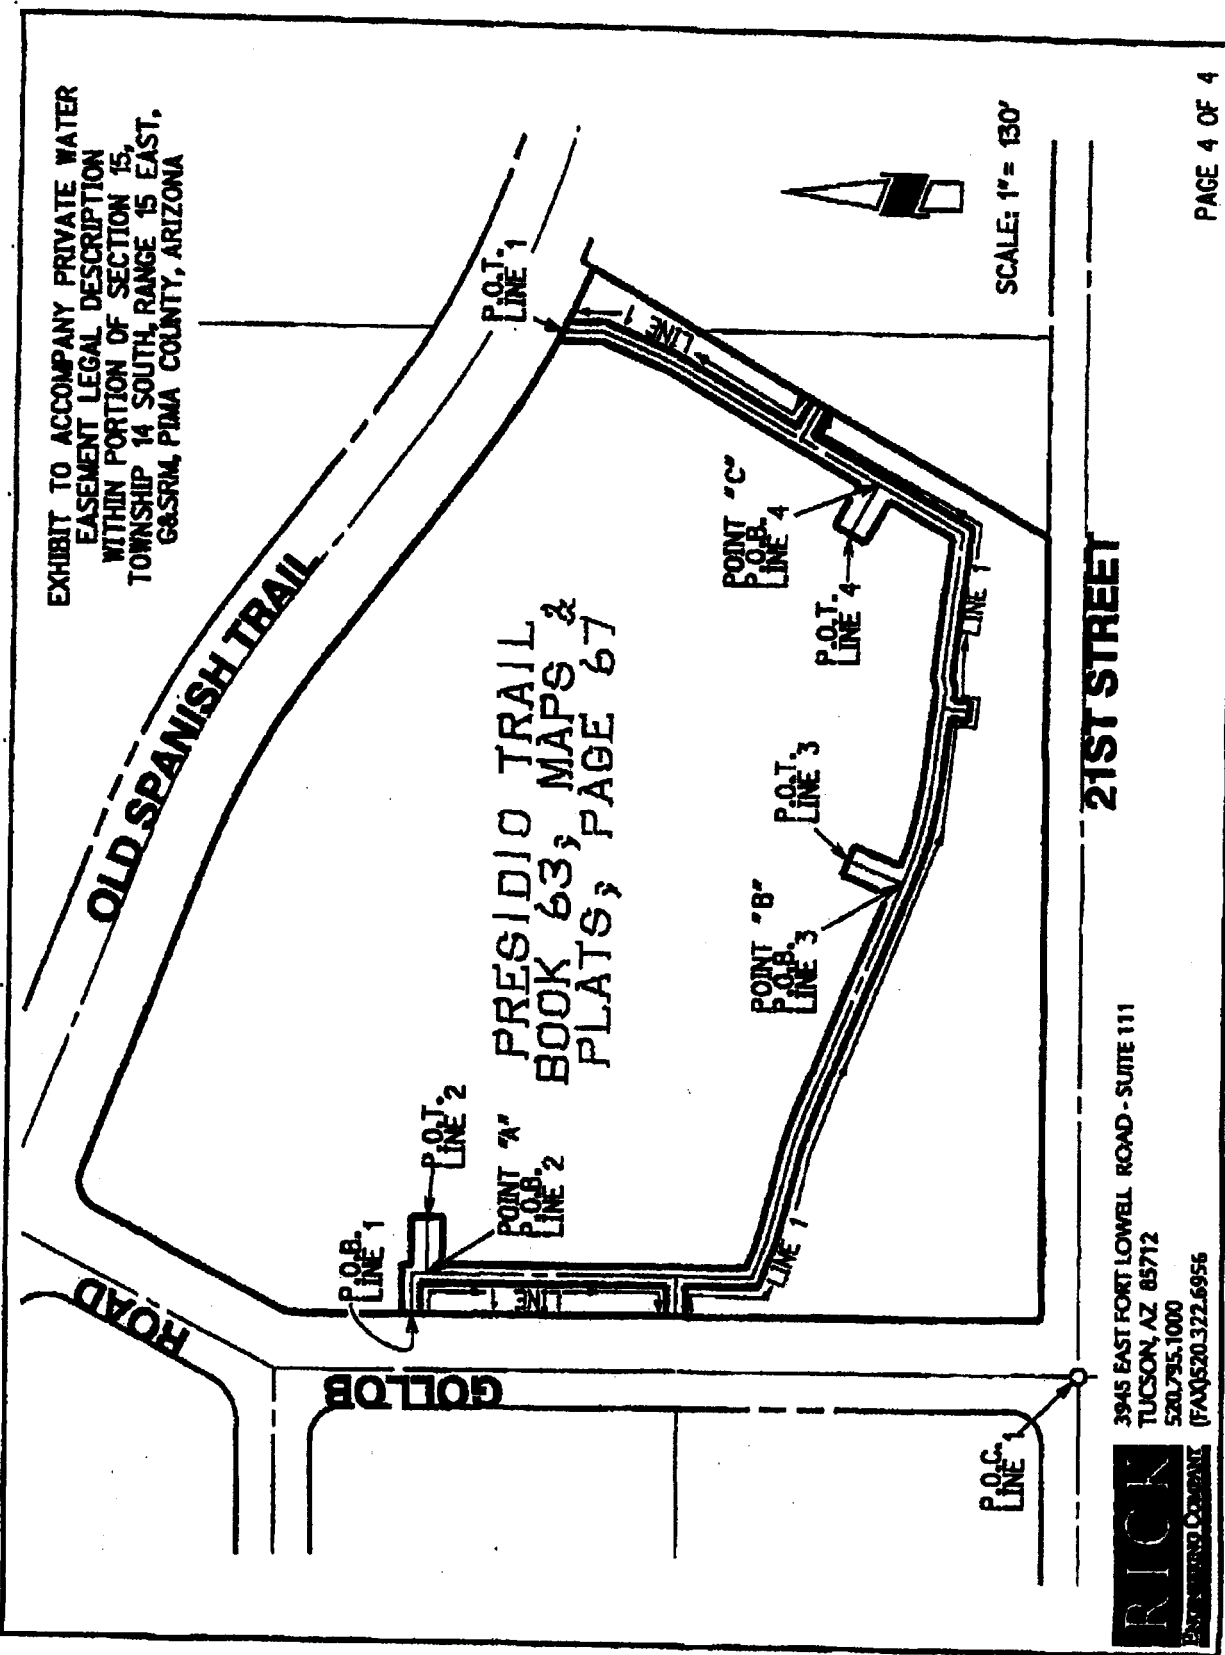 EXHIBIT TO ACCOMPANY PRIVATE WATER
EASEMENT LEGAL DESCRIPTION
WITHIN PORTION OF SECTION 15,
TOWNSHIP 14 SOUTH, RANGE 15 EAST,
G&SRM, PIMA COUNTY, ARIZONA
OLD SPANISH TRAIL
GOLLOB
ROAD
P.O.T.
LINE 1
LINE 1
P.O.B.
LINE 1
P.O.T.
LINE 2
POINT "A"
P.O.B.
LINE 2
PRESIDIO TRAIL
BOOK 63, MAPS &
PLATS, PAGE 67
POINT "C"
P.O.B.
LINE 4
P.O.T.
LINE 4
P.O.T.
LINE 3
POINT "B"
P.O.B.
LINE 3
LINE 1
LINE 1
P.O.C.
LINE 1
21ST STREET
SCALE: 1"= 130'
RICK
ENGINEERING COMPANY
3945 EAST FORT LOWELL ROAD - SUITE 111
TUCSON, AZ 85712
520.795.1000
(FAX)520.322.6956
PAGE 4 OF 4